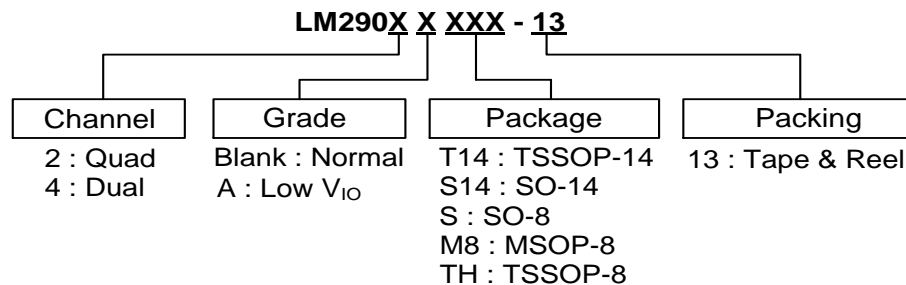 LM290X X XXX - 13
Channel
2 : Quad
4 : Dual
Grade
Blank : Normal
A : Low VIO
Package
T14 : TSSOP-14
S14 : SO-14
S : SO-8
M8 : MSOP-8
TH : TSSOP-8
Packing
13 : Tape & Reel